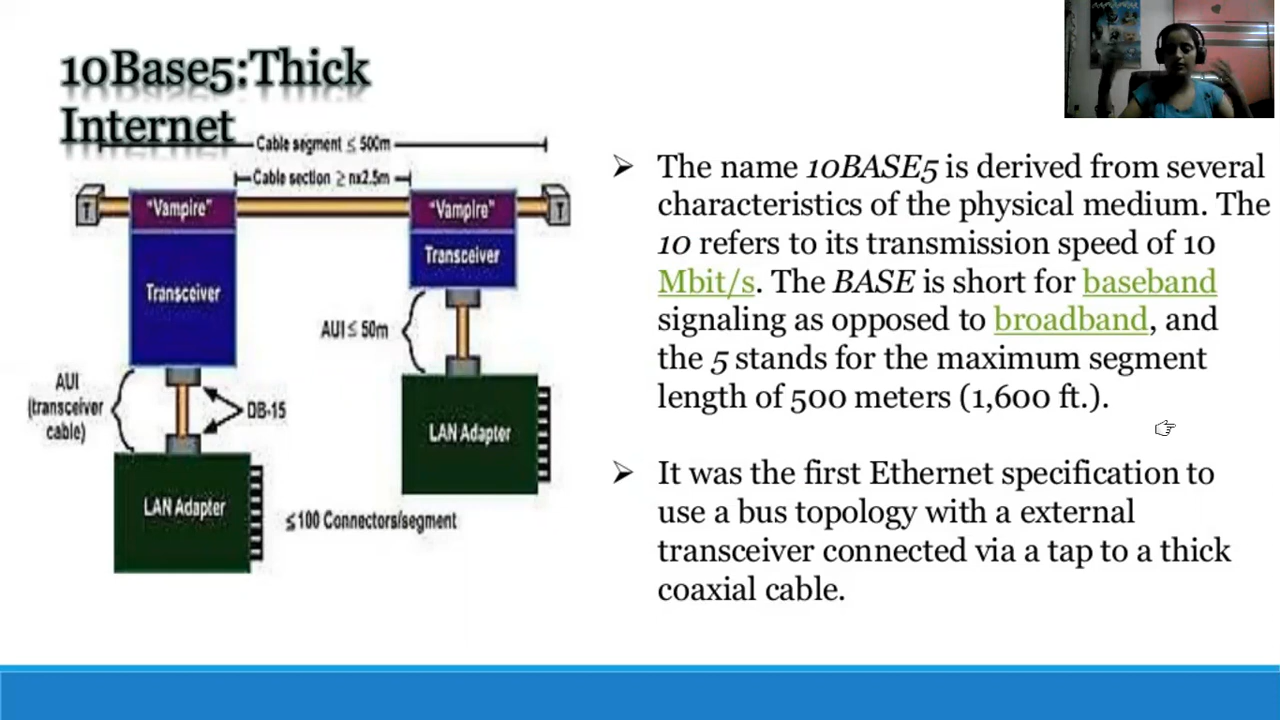 10Base5:Thick
Internet
Cable segment ≤ 500m
Cable section ≥ nx2.5m
T
"Vampire"
"Vampire"
T
Transceiver
Transceiver
AUI ≤ 50m
AUI
(transceiver
cable)
DB-15
LAN Adapter
LAN Adapter
≤100 Connectors/segment
➢ The name 10BASE5 is derived from several
characteristics of the physical medium. The
10 refers to its transmission speed of 10
Mbit/s. The BASE is short for baseband
signaling as opposed to broadband, and
the 5 stands for the maximum segment
length of 500 meters (1,600 ft.).
➢ It was the first Ethernet specification to
use a bus topology with a external
transceiver connected via a tap to a thick
coaxial cable.